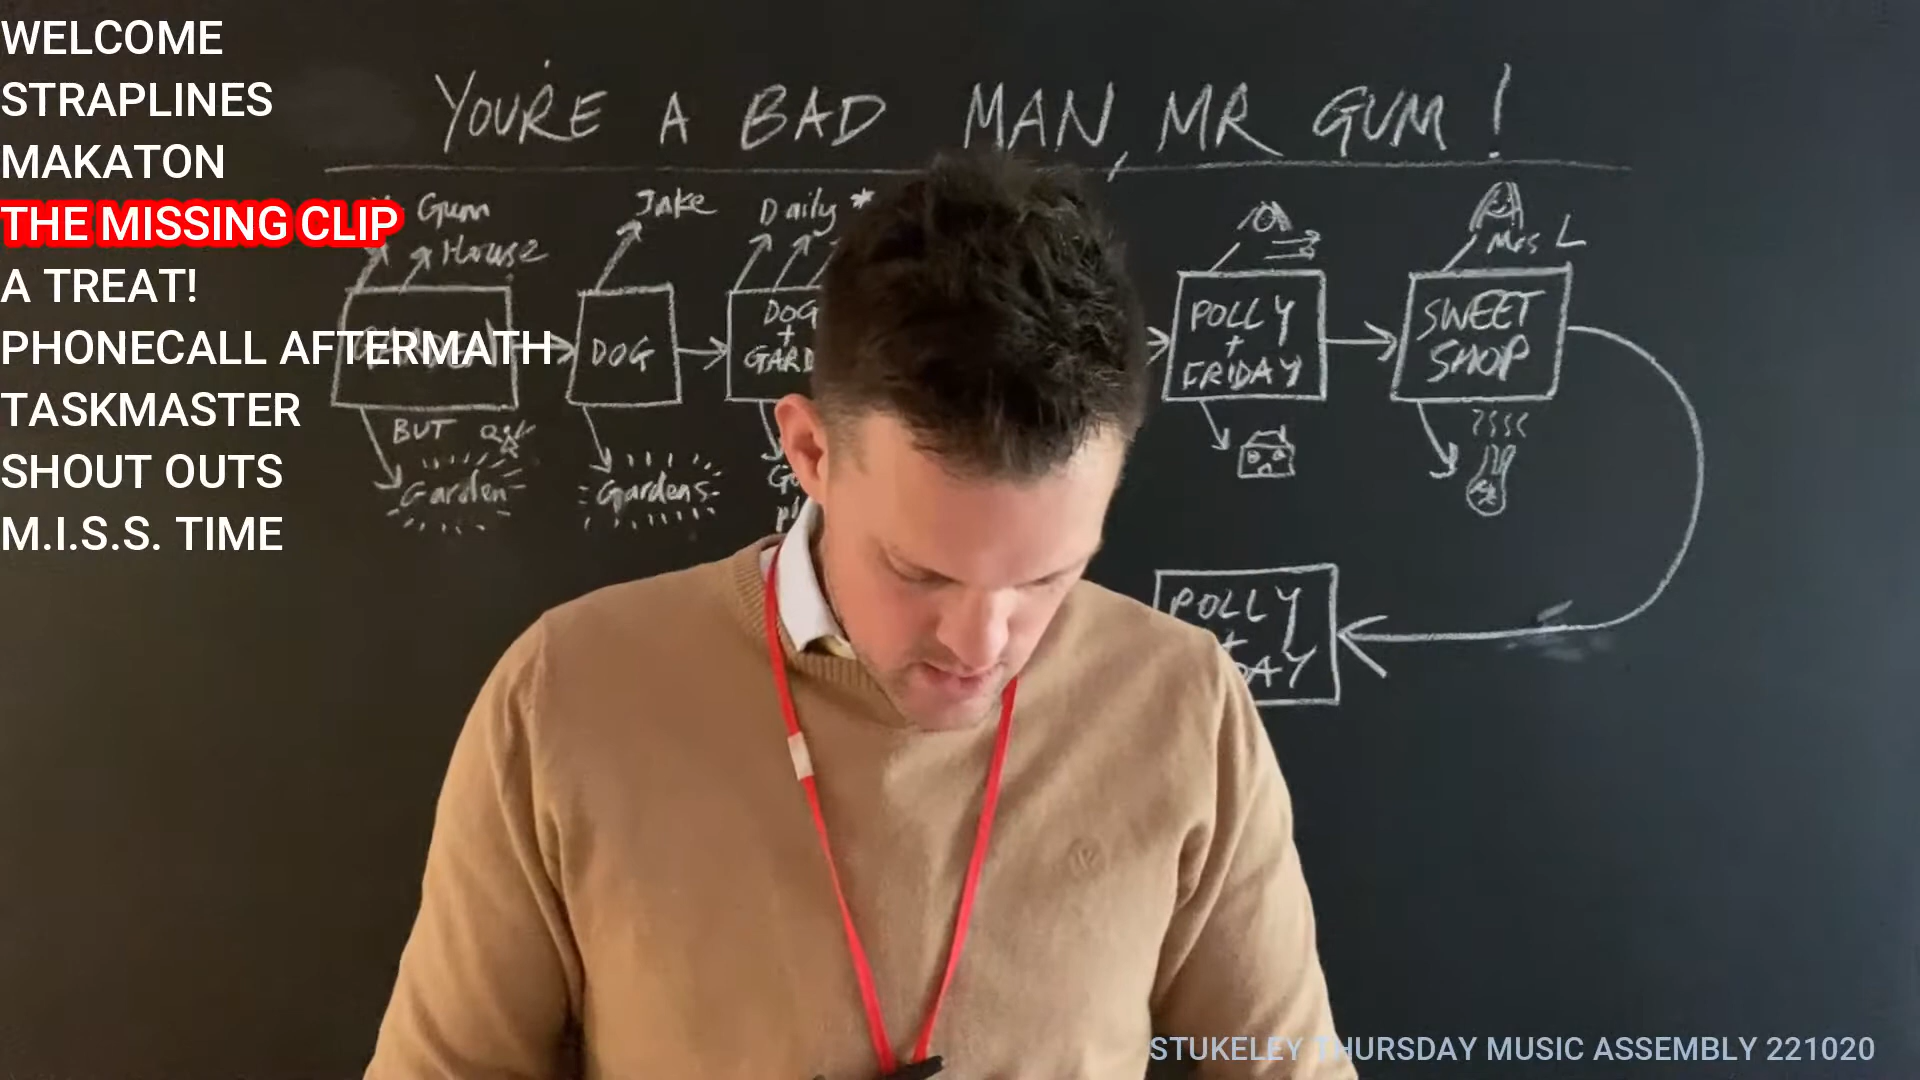 WELCOME
STRAPLINES
MAKATON
THE MISSING CLIP
A TREAT!
PHONECALL AFTERMATH
TASKMASTER
SHOUT OUTS
M.I.S.S. TIME
YOU'RE A BAD MAN, MR GUM!
Gum
House
Jake
Daily *
Mrs L
DOG
DOG
+
GARD
POLLY
+
FRIDAY
SWEET
SHOP
BUT
Garden
Gardens
????
POLLY
+
DAY
STUKELEY THURSDAY MUSIC ASSEMBLY 221020